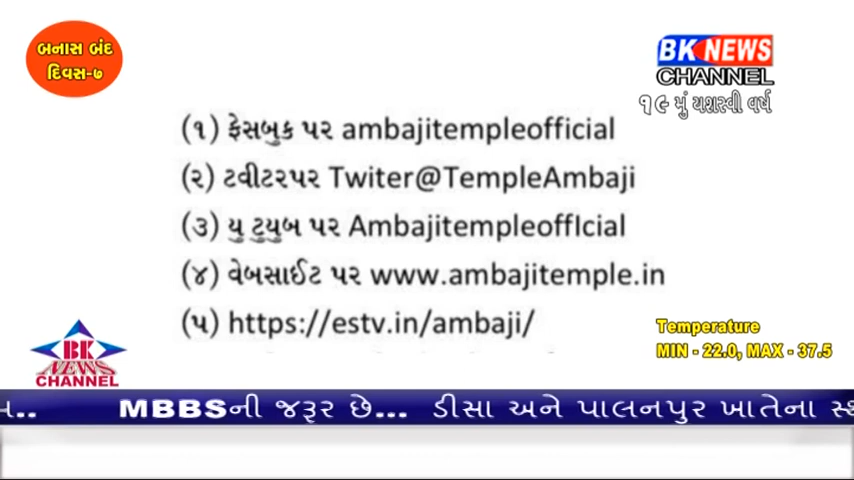 બનાસ બંદ
દિવસ-૭
BK NEWS
CHANNEL
૧૯ મું યશસ્વી વર્ષ
(૧) ફેસબુક પર ambajitempleofficial
(૨) ટવીટરપર Twiter@TempleAmbaji
(૩) યુ ટુયુબ પર AmbajitempleoffIcial
(૪) વેબસાઈટ પર www.ambajitemple.in
(૫) https://estv.in/ambaji/
Temperature
MIN - 22.0, MAX - 37.5
BK
NEWS
CHANNEL
MBBSની જરૂર છે... ડીસા અને પાલનપુર ખાતેના